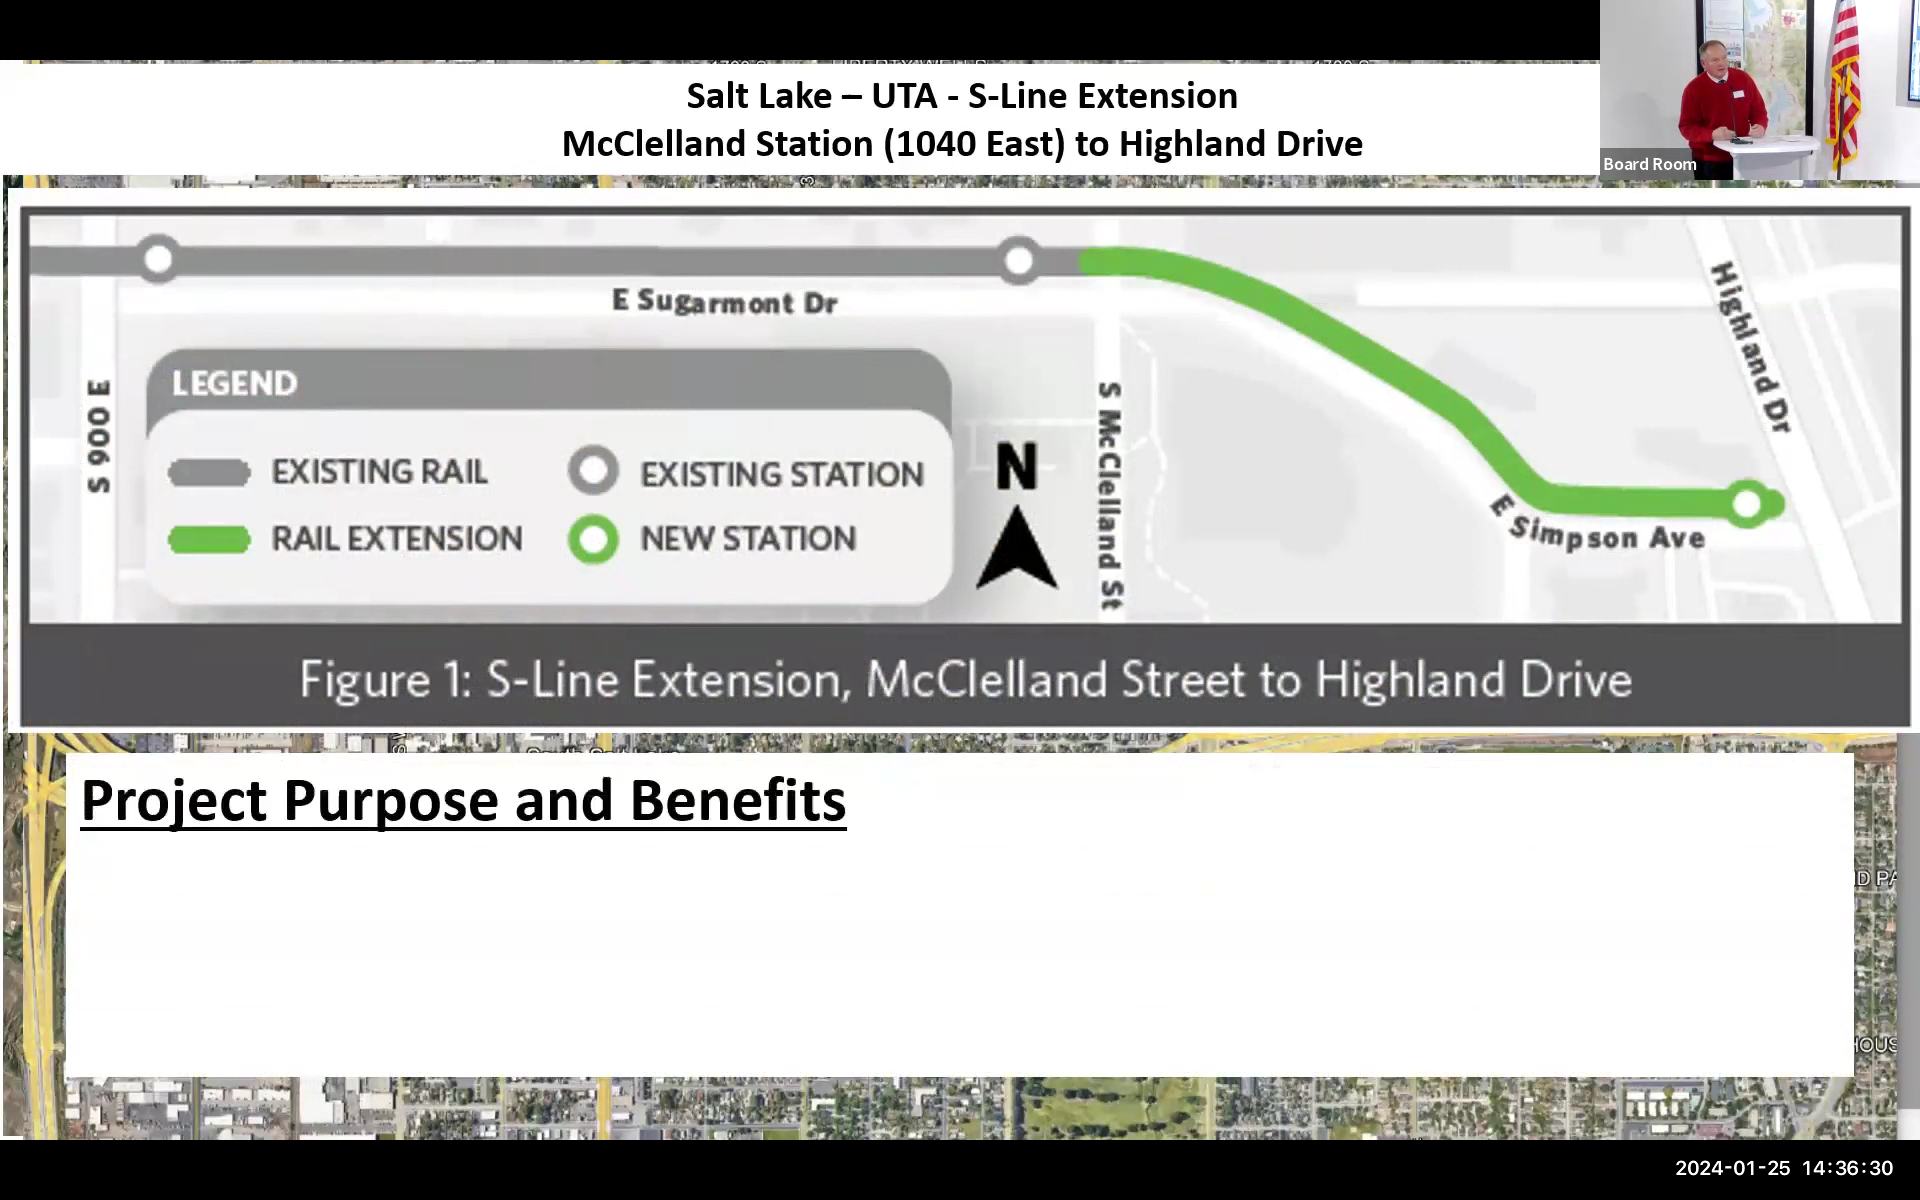 Salt Lake – UTA - S-Line Extension
McClelland Station (1040 East) to Highland Drive
Board Room
E Sugarmont Dr
Highland Dr
S 900 E
LEGEND
EXISTING RAIL
EXISTING STATION
RAIL EXTENSION
NEW STATION
N
S McClelland St
E Simpson Ave
Figure 1: S-Line Extension, McClelland Street to Highland Drive
Project Purpose and Benefits
2024-01-25 14:36:30